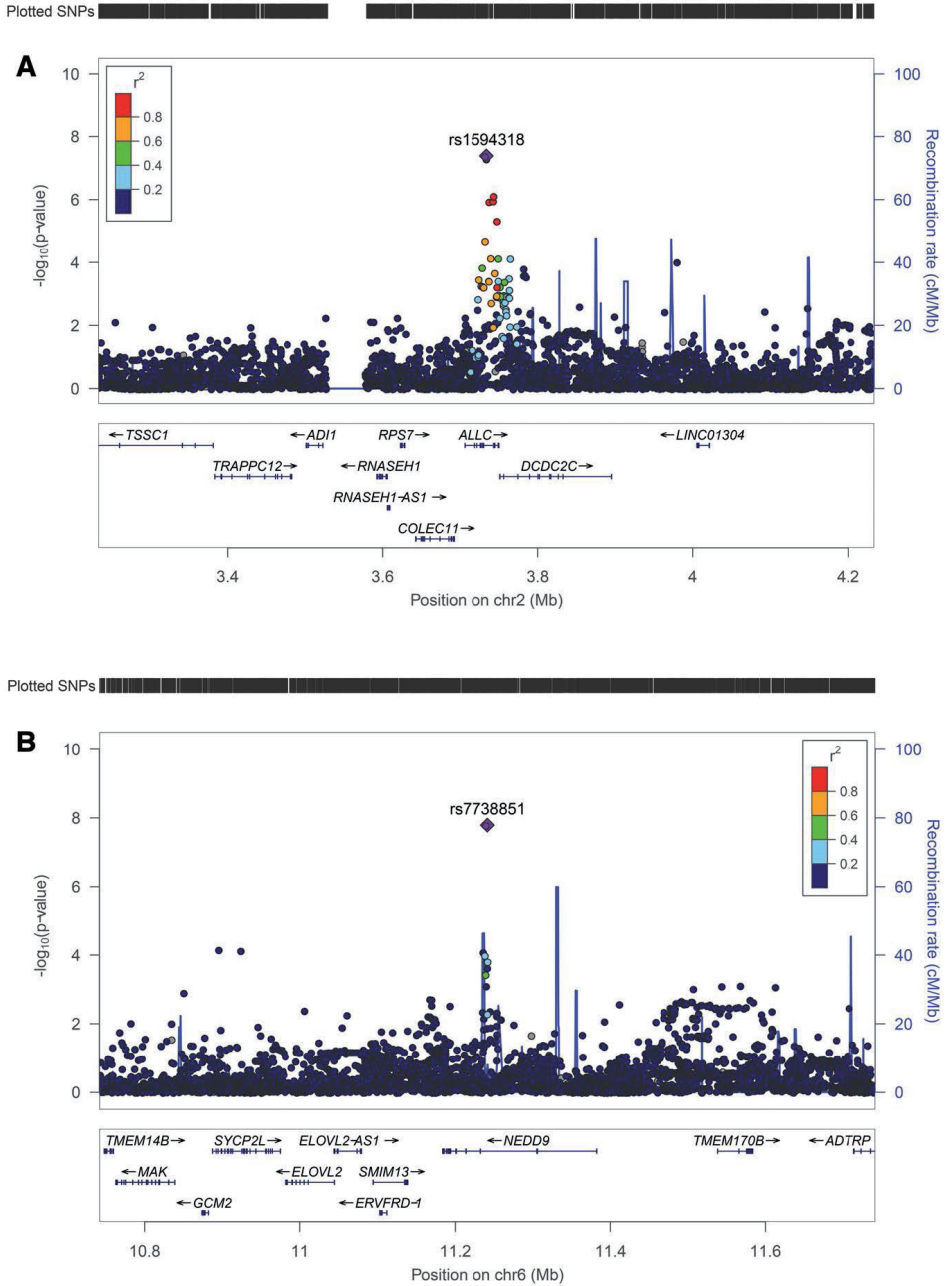 Plotted SNPs
A
r2
0.8
0.6
0.4
0.2
rs1594318
10
8
6
4
2
0
-log10(p-value)
100
80
60
40
20
0
Recombination rate (cM/Mb)
←TSSC1 ←ADI1 RPS7→ ALLC→ ←LINC01304
TRAPPC12→ ←RNASEH1 DCDC2C→
RNASEH1-AS1→
COLEC11→
3.4 3.6 3.8 4 4.2
Position on chr2 (Mb)
Plotted SNPs
B
r2
0.8
0.6
0.4
0.2
rs7738851
10
8
6
4
2
0
-log10(p-value)
100
80
60
40
20
0
Recombination rate (cM/Mb)
TMEM14B→ SYCP2L→ ELOVL2-AS1→ ←NEDD9 TMEM170B→ ←ADTRP
←MAK ←ELOVL2 SMIM13→
←GCM2 ←ERVFRD-1
10.8 11 11.2 11.4 11.6
Position on chr6 (Mb)